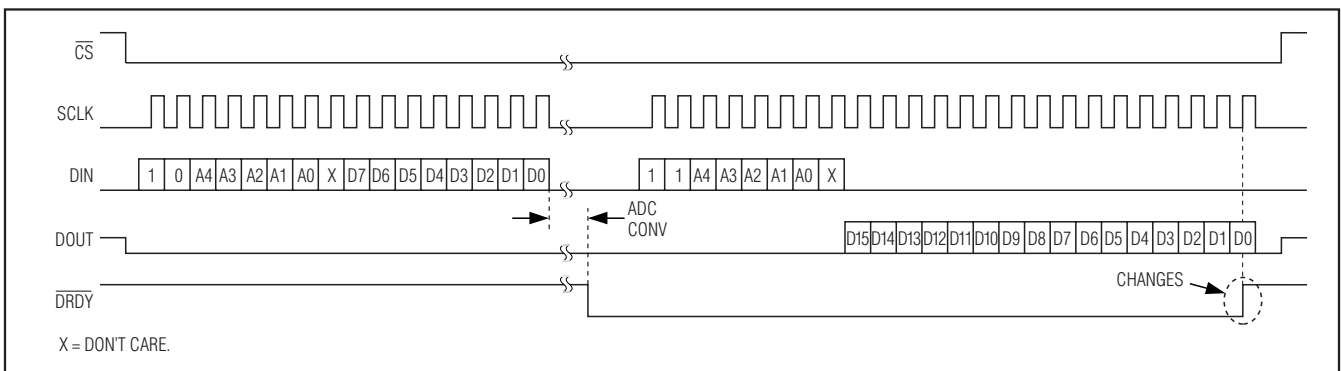 CS
SCLK
DIN 1 0 A4 A3 A2 A1 A0 X D7 D6 D5 D4 D3 D2 D1 D0 1 1 A4 A3 A2 A1 A0 X
ADC
CONV
DOUT D15 D14 D13 D12 D11 D10 D9 D8 D7 D6 D5 D4 D3 D2 D1 D0
CHANGES
DRDY
X = DON'T CARE.